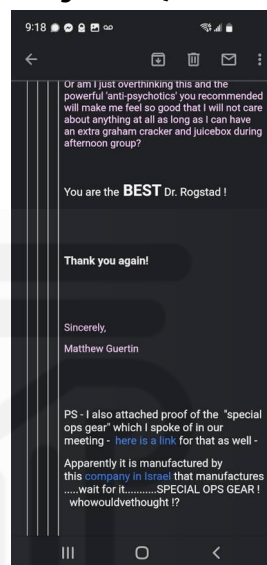 9:18
Or am I just overthinking this and the
powerful 'anti-psychotics' you recommended
will make me feel so good that I will not care
about anything at all as long as I can have
an extra graham cracker and juicebox during
afternoon group?
You are the BEST Dr. Rogstad !
Thank you again!
Sincerely,
Matthew Guertin
PS - I also attached proof of the "special
ops gear" which I spoke of in our
meeting - here is a link for that as well -
Apparently it is manufactured by
this company in Israel that manufactures
.....wait for it...........SPECIAL OPS GEAR !
whowouldvethought !?